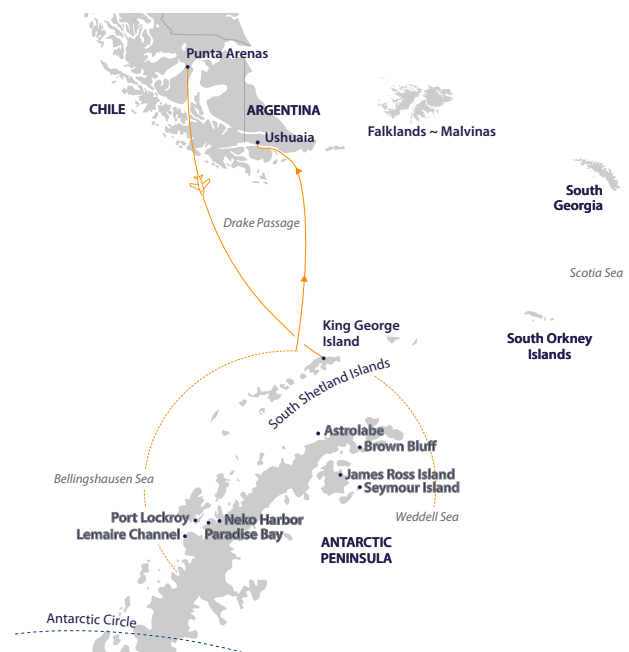 Punta Arenas
CHILE
ARGENTINA
Ushuaia
Falklands ~ Malvinas
South
Georgia
Drake Passage
Scotia Sea
King George
Island
South Orkney
Islands
South Shetland Islands
Astrolabe
Brown Bluff
James Ross Island
Seymour Island
Bellingshausen Sea
Weddell Sea
Port Lockroy
Neko Harbor
Lemaire Channel
Paradise Bay
ANTARCTIC
PENINSULA
Antarctic Circle